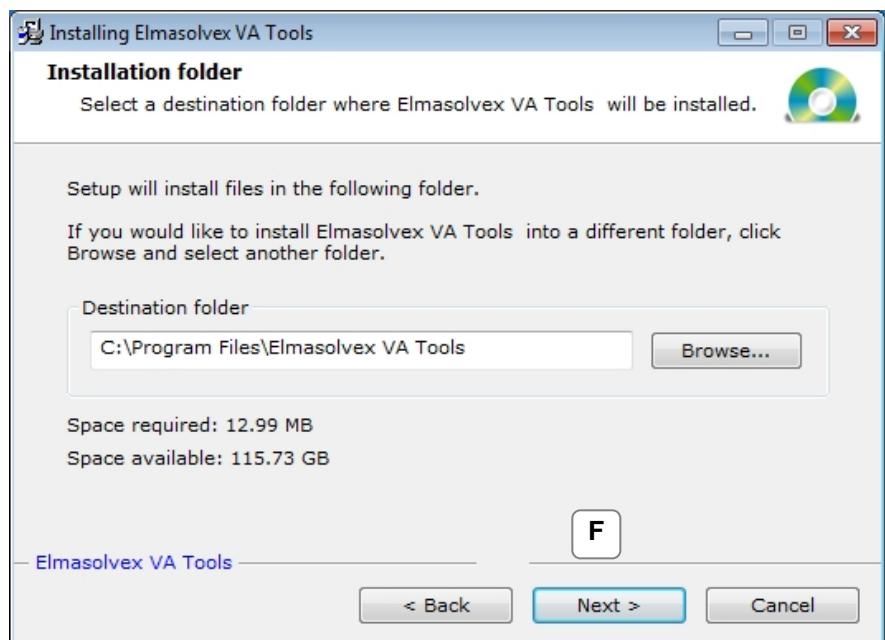 Installing Elmasolvex VA Tools
Installation folder
Select a destination folder where Elmasolvex VA Tools  will be installed.
Setup will install files in the following folder.
If you would like to install Elmasolvex VA Tools  into a different folder, click
Browse and select another folder.
Destination folder
C:\Program Files\Elmasolvex VA Tools
Browse...
Space required: 12.99 MB
Space available: 115.73 GB
F
Elmasolvex VA Tools
< Back
Next >
Cancel